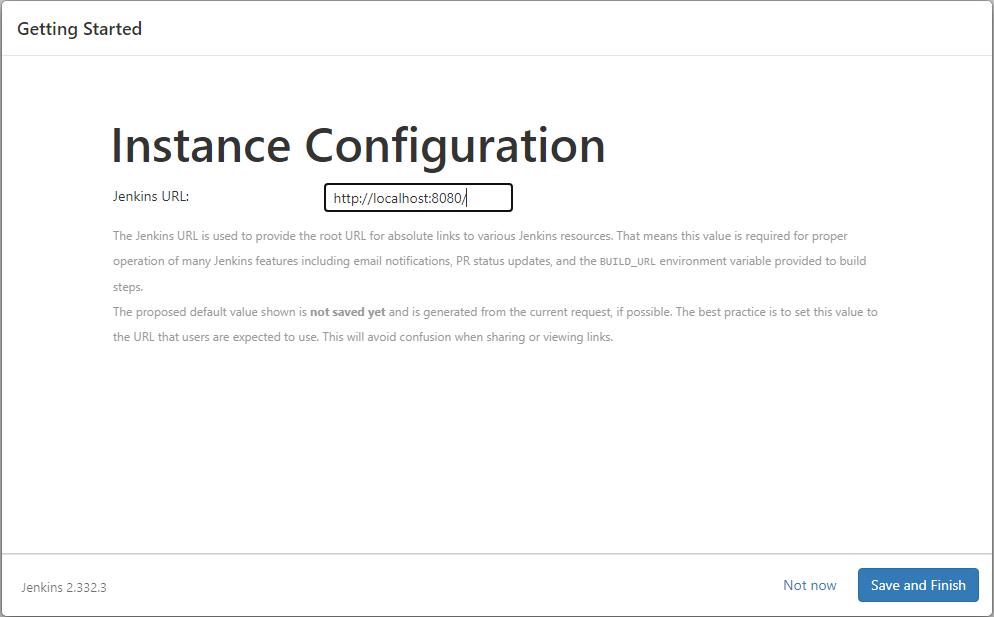 Getting Started
Instance Configuration
Jenkins URL:
http://localhost:8080/
The Jenkins URL is used to provide the root URL for absolute links to various Jenkins resources. That means this value is required for proper
operation of many Jenkins features including email notifications, PR status updates, and the BUILD_URL environment variable provided to build
steps.
The proposed default value shown is not saved yet and is generated from the current request, if possible. The best practice is to set this value to
the URL that users are expected to use. This will avoid confusion when sharing or viewing links.
Jenkins 2.332.3
Not now
Save and Finish